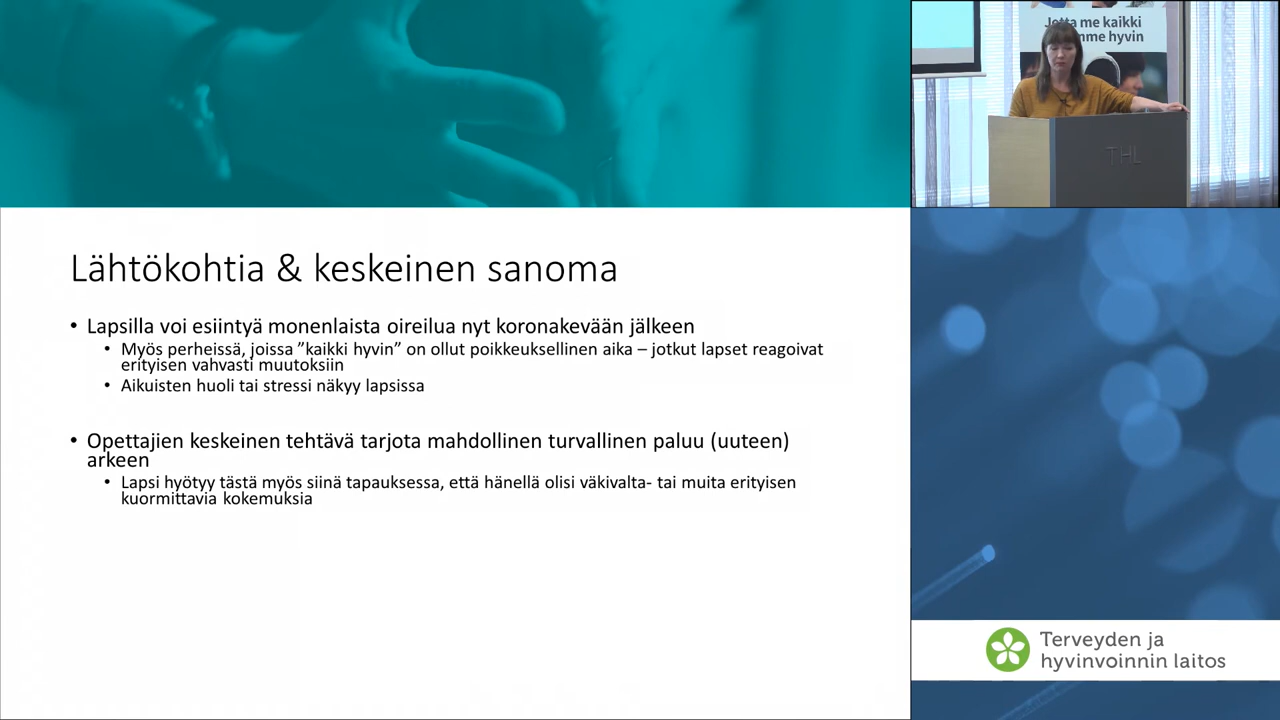 Lähtökohtia & keskeinen sanoma
• Lapsilla voi esiintyä monenlaista oireilua nyt koronakevään jälkeen
• Myös perheissä, joissa ”kaikki hyvin” on ollut poikkeuksellinen aika – jotkut lapset reagoivat
erityisen vahvasti muutoksiin
• Aikuisten huoli tai stressi näkyy lapsissa
• Opettajien keskeinen tehtävä tarjota mahdollinen turvallinen paluu (uuteen)
arkeen
• Lapsi hyötyy tästä myös siinä tapauksessa, että hänellä olisi väkivalta- tai muita erityisen
kuormittavia kokemuksia
me kaikki
hyvin
THL
Terveyden ja
hyvinvoinnin laitos